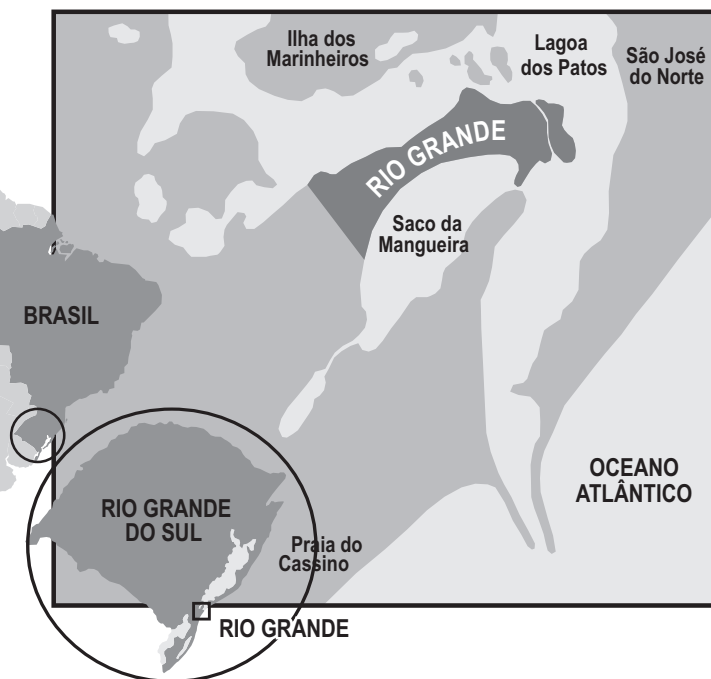 Ilha dos
Marinheiros
Lagoa
dos Patos
São José
do Norte
RIO GRANDE
Saco da
Mangueira
BRASIL
OCEANO
ATLÂNTICO
RIO GRANDE
DO SUL
Praia do
Cassino
RIO GRANDE